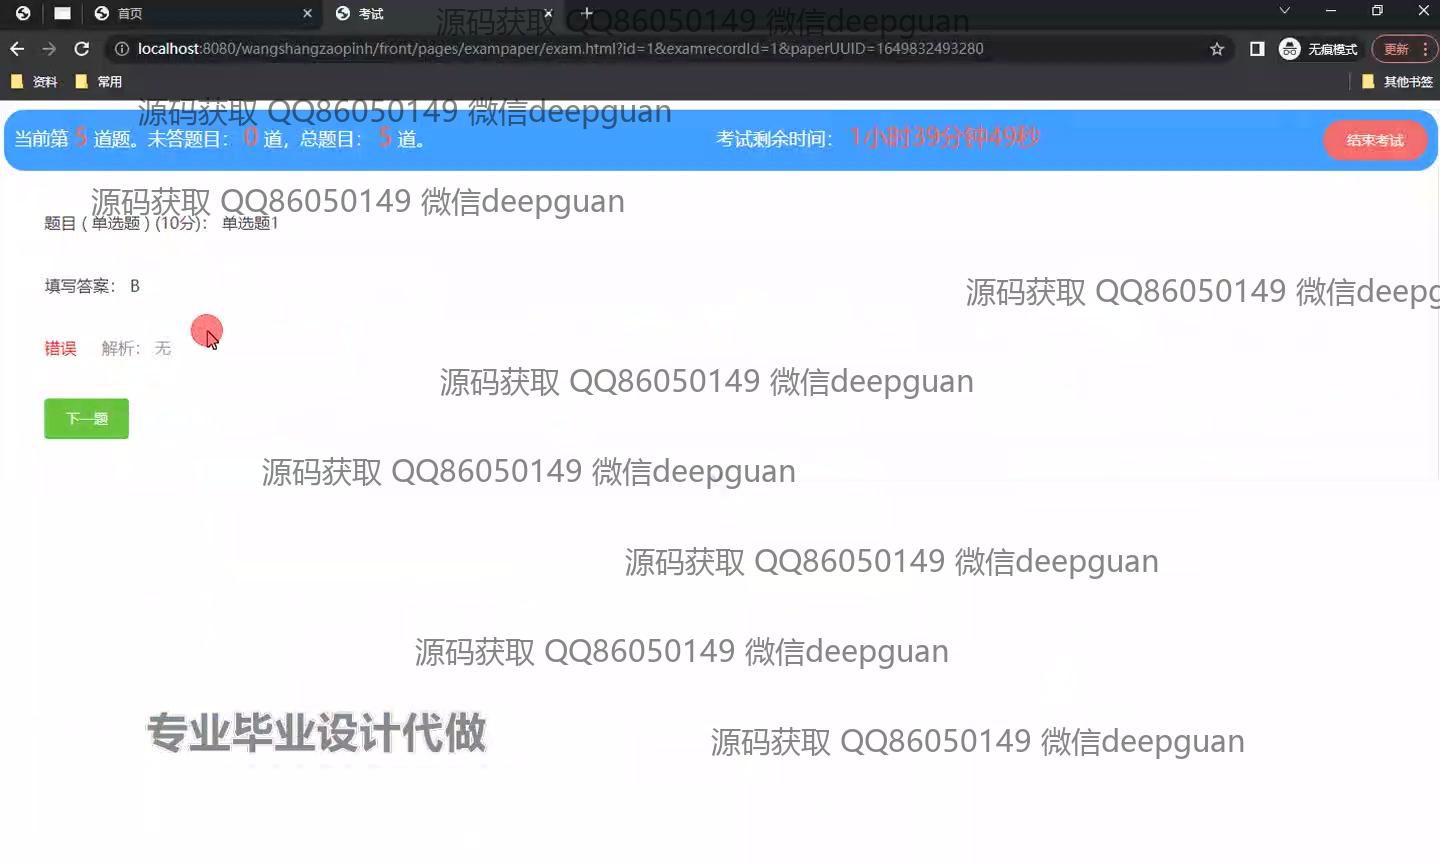 首页
考试
源码获取 QQ86050149 微信deepguan
localhost:8080/wangshangzaopinh/front/pages/exampaper/exam.html?id=1&examrecordId=1&paperUUID=1649832493280
无痕模式
更新
资料
常用
其他书签
源码获取 QQ86050149 微信deepguan
当前第 5 道题。未答题目： 0 道，总题目： 5 道。
考试剩余时间： 1小时39分钟49秒
结束考试
源码获取 QQ86050149 微信deepguan
题目 ( 单选题 ) (10分)： 单选题1
填写答案： B
源码获取 QQ86050149 微信deepg
错误 解析： 无
源码获取 QQ86050149 微信deepguan
下一题
源码获取 QQ86050149 微信deepguan
源码获取 QQ86050149 微信deepguan
源码获取 QQ86050149 微信deepguan
专业毕业设计代做
源码获取 QQ86050149 微信deepguan